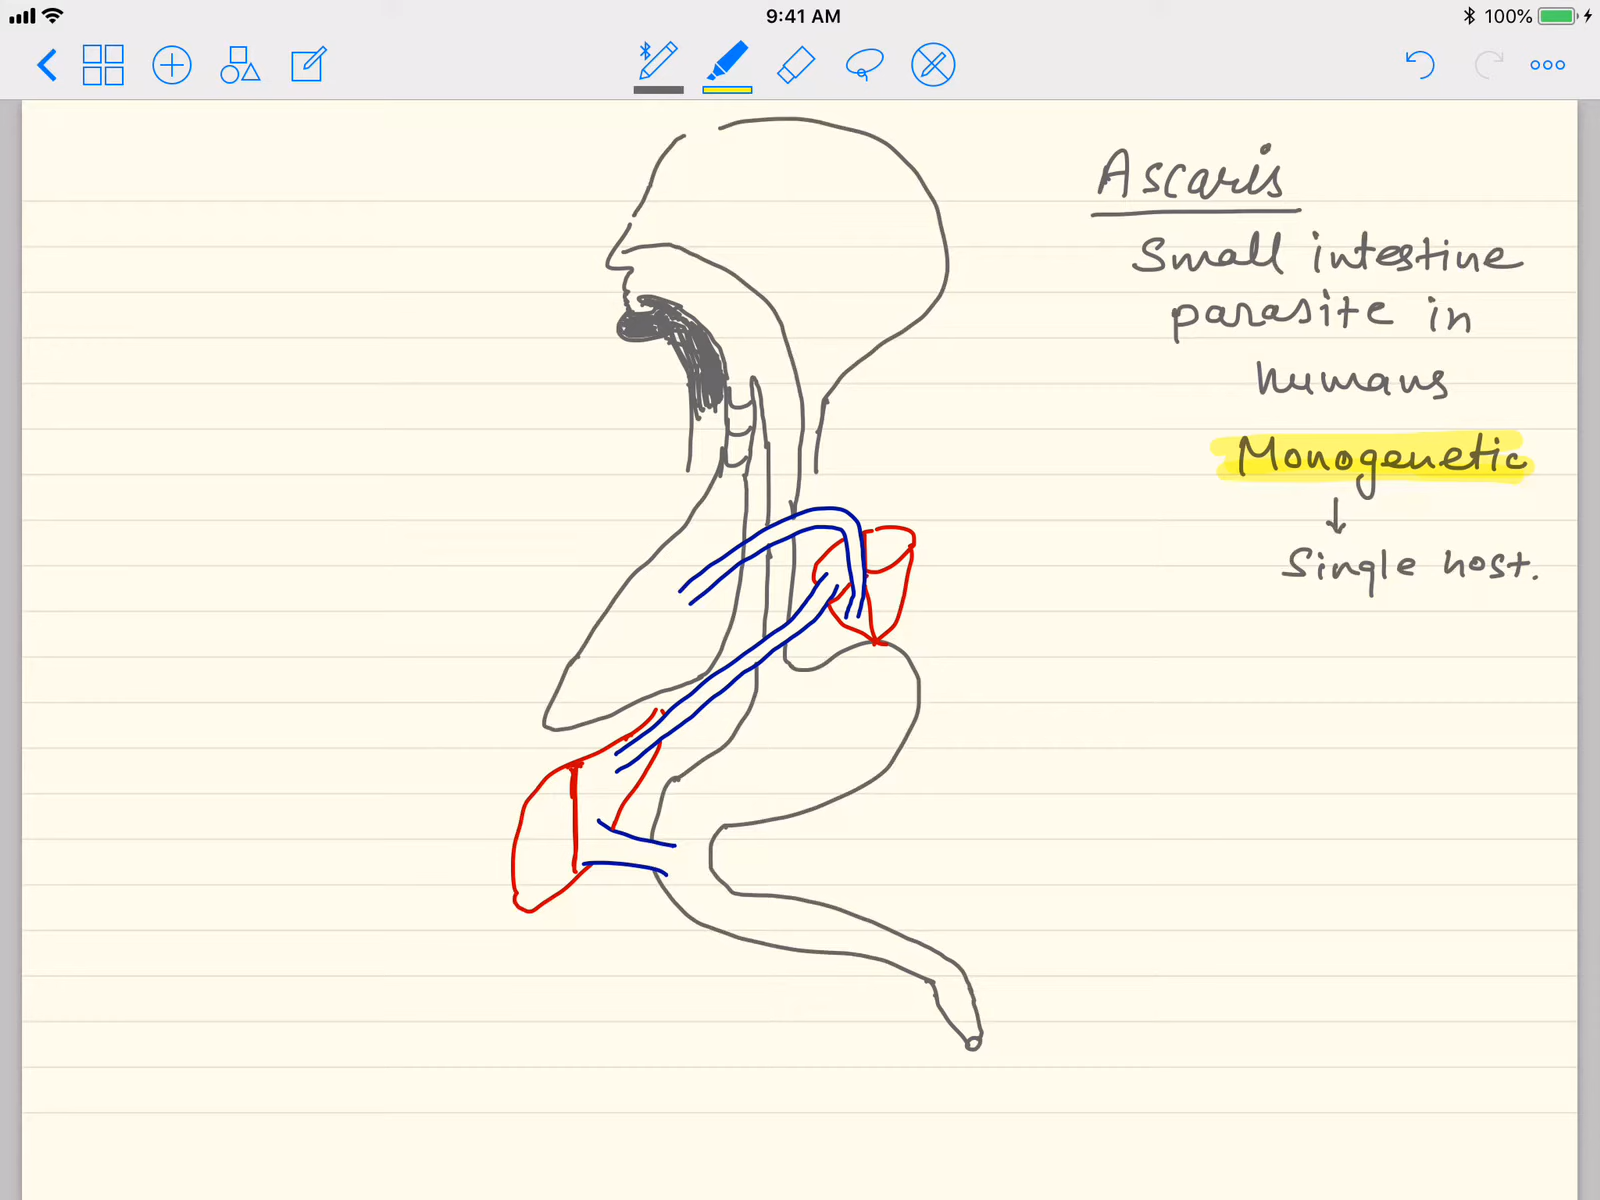 9:41 AM
100%
Ascaris
Small intestine
parasite in
humans
Monogenetic
↓
Single host.